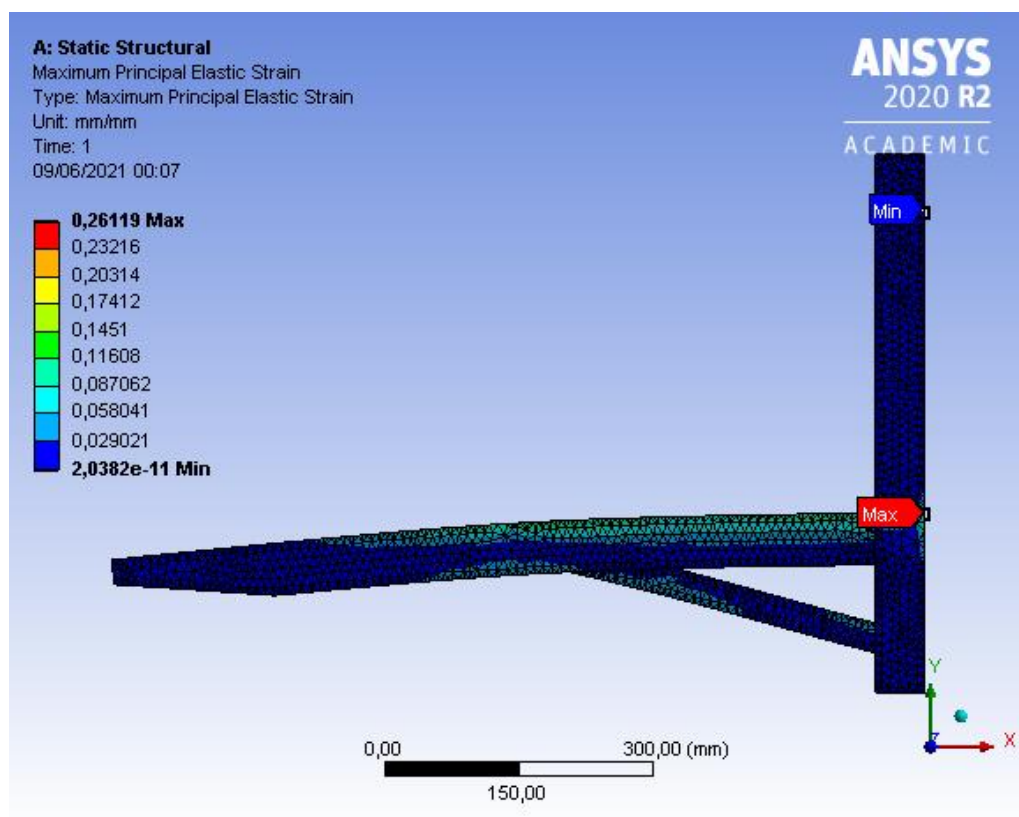 A: Static Structural
Maximum Principal Elastic Strain
Type: Maximum Principal Elastic Strain
Unit: mm/mm
Time: 1
09/06/2021 00:07
ANSYS
2020 R2
ACADEMIC
0,26119 Max
0,23216
0,20314
0,17412
0,1451
0,11608
0,087062
0,058041
0,029021
2,0382e-11 Min
Min
Max
Y
Z
X
0,00
300,00 (mm)
150,00